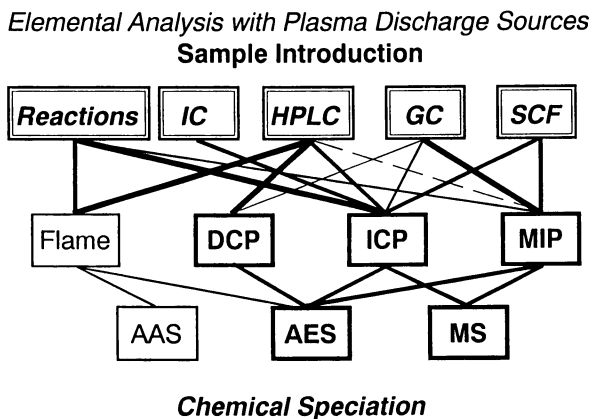 Elemental Analysis with Plasma Discharge Sources
Sample Introduction
Reactions IC HPLC GC SCF
Flame DCP ICP MIP
AAS AES MS
Chemical Speciation